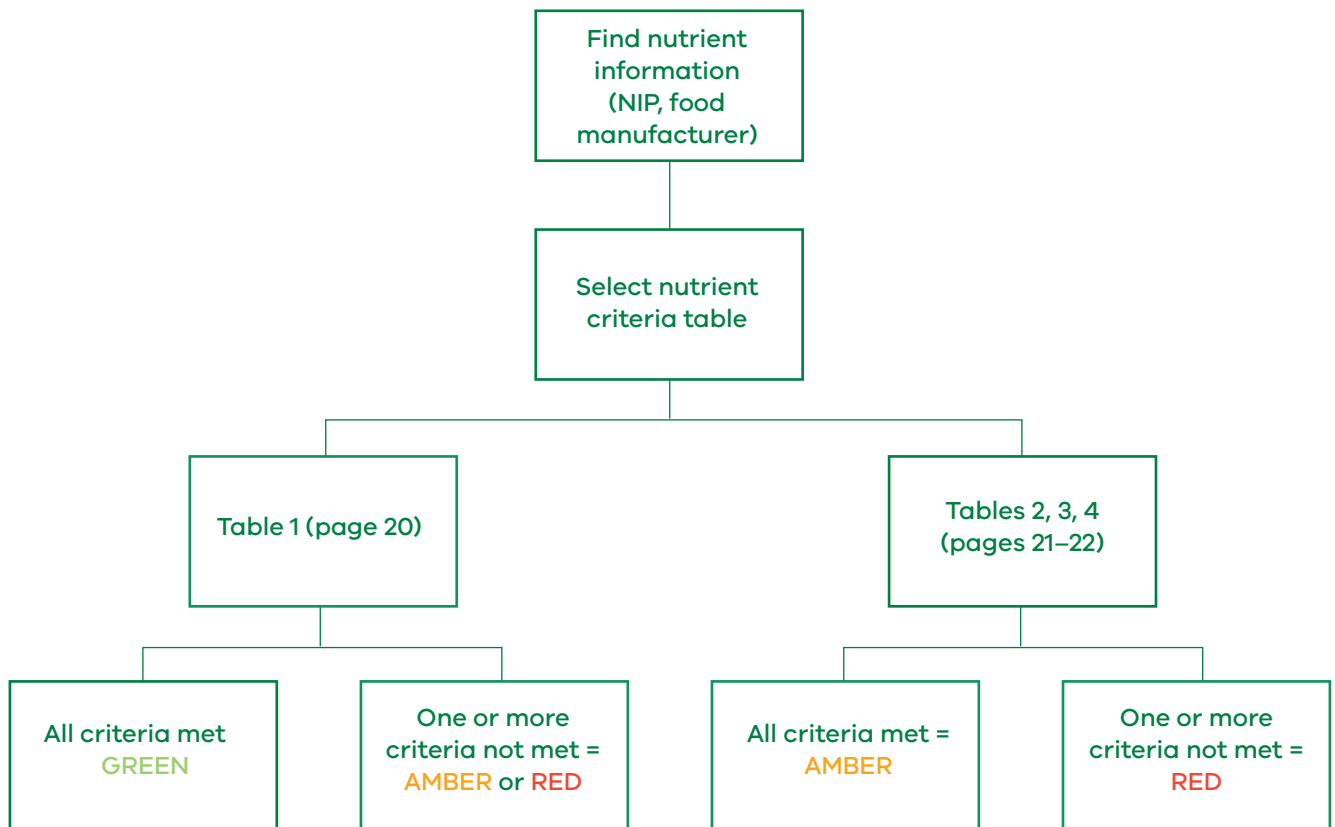 Find nutrient
information
(NIP, food
manufacturer)
Select nutrient
criteria table
Table 1 (page 20)
Tables 2, 3, 4
(pages 21–22)
All criteria met
GREEN
One or more
criteria not met =
AMBER or RED
All criteria met =
AMBER
One or more
criteria not met =
RED